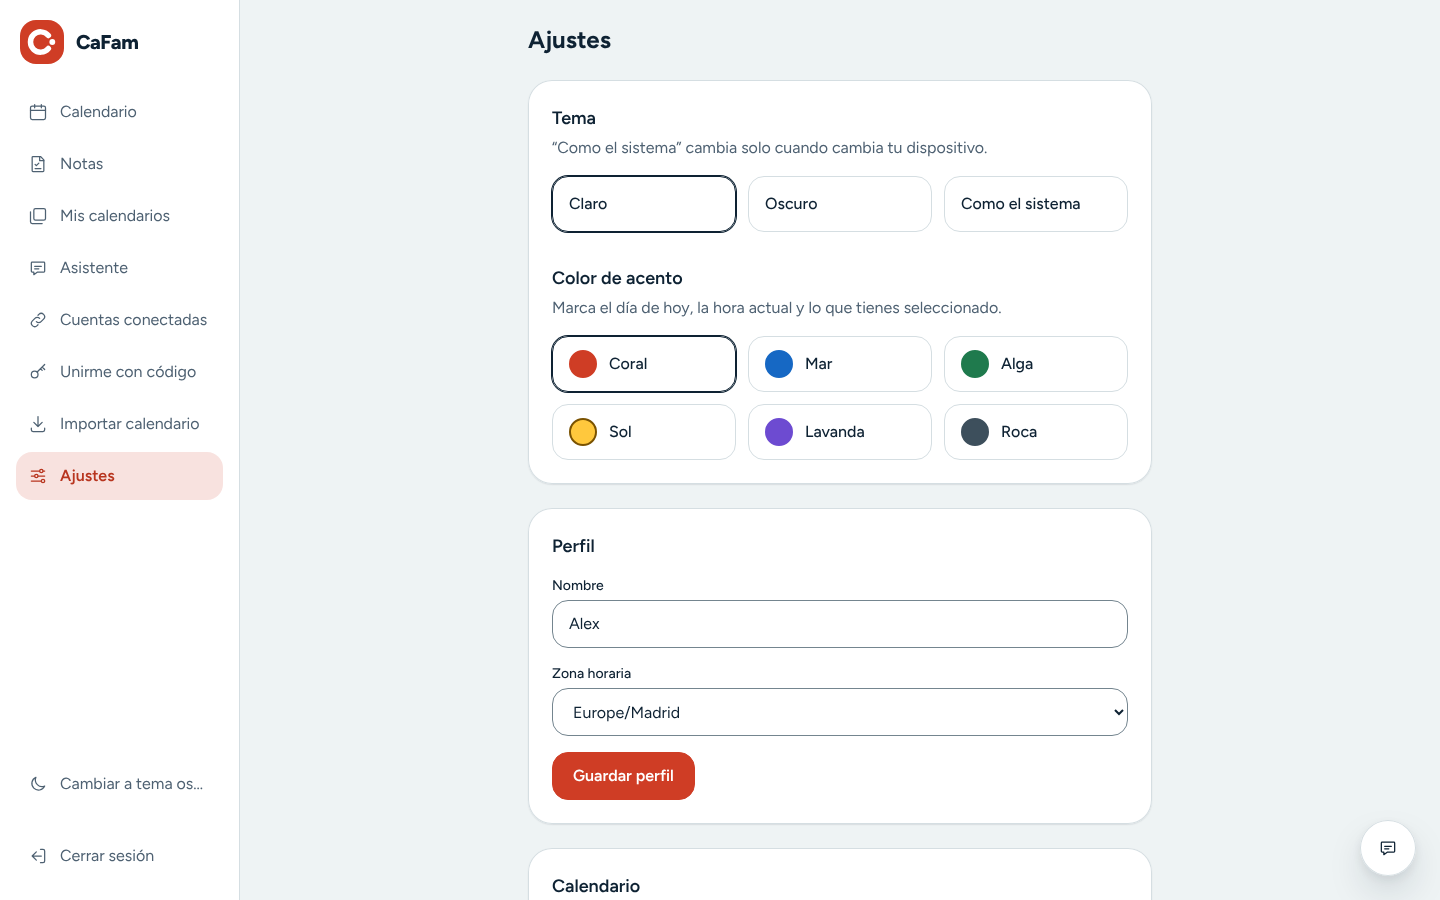 CaFam
Calendario
Notas
Mis calendarios
Asistente
Cuentas conectadas
Unirme con código
Importar calendario
Ajustes
Cambiar a tema os...
Cerrar sesión
Ajustes
Tema
“Como el sistema” cambia solo cuando cambia tu dispositivo.
Claro
Oscuro
Como el sistema
Color de acento
Marca el día de hoy, la hora actual y lo que tienes seleccionado.
Coral
Mar
Alga
Sol
Lavanda
Roca
Perfil
Nombre
Alex
Zona horaria
Europe/Madrid
Guardar perfil
Calendario